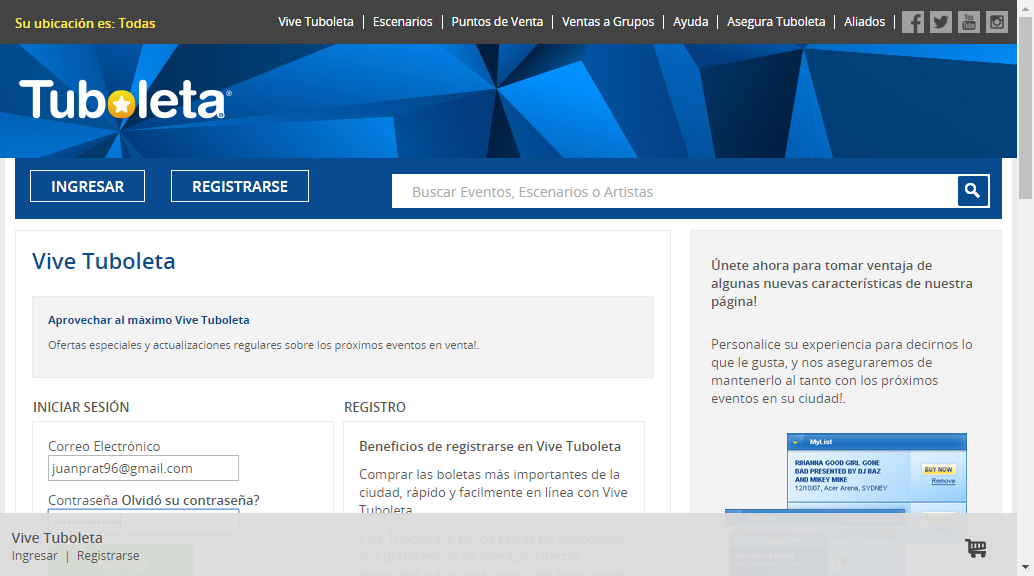 Su ubicación es: Todas
Vive Tuboleta | Escenarios | Puntos de Venta | Ventas a Grupos | Ayuda | Asegura Tuboleta | Aliados |
Tuboleta
INGRESAR
REGISTRARSE
Buscar Eventos, Escenarios o Artistas
Vive Tuboleta
Aprovechar al máximo Vive Tuboleta
Ofertas especiales y actualizaciones regulares sobre los próximos eventos en venta!.
INICIAR SESIÓN
Correo Electrónico
juanprat96@gmail.com
Contraseña Olvidó su contraseña?
REGISTRO
Beneficios de registrarse en Vive Tuboleta
Comprar las boletas más importantes de la
ciudad, rápido y facilmente en línea con Vive
Tuboleta
Vive Tuboleta le da los extras de seleccionar
sus preferencias de eventos. Ofertas
Únete ahora para tomar ventaja de
algunas nuevas características de nuestra
página!
Personalice su experiencia para decirnos lo
que le gusta, y nos aseguraremos de
mantenerlo al tanto con los próximos
eventos en su ciudad!.
MyList
RIHANNA GOOD GIRL GONE
BAD PRESENTED BY DJ BAZ
AND MIKEY MIKE
12/10/07, Acer Arena, SYDNEY
BUY NOW
Remove
Vive Tuboleta
Ingresar | Registrarse